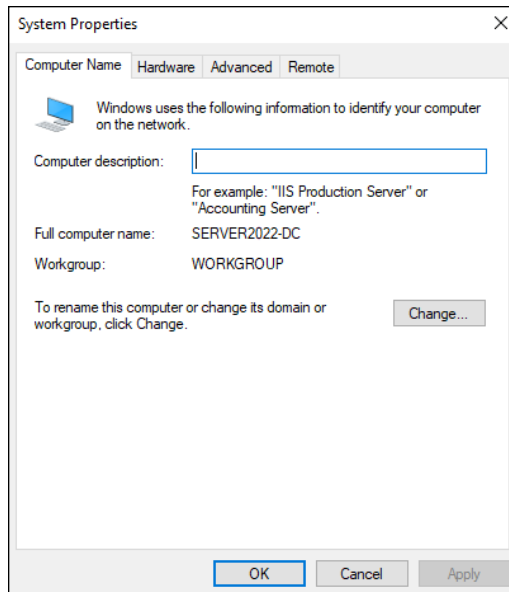 System Properties
Computer Name Hardware Advanced Remote
Windows uses the following information to identify your computer
on the network.
Computer description:
For example: "IIS Production Server" or
"Accounting Server".
Full computer name: SERVER2022-DC
Workgroup: WORKGROUP
To rename this computer or change its domain or
workgroup, click Change.
Change...
OK Cancel Apply